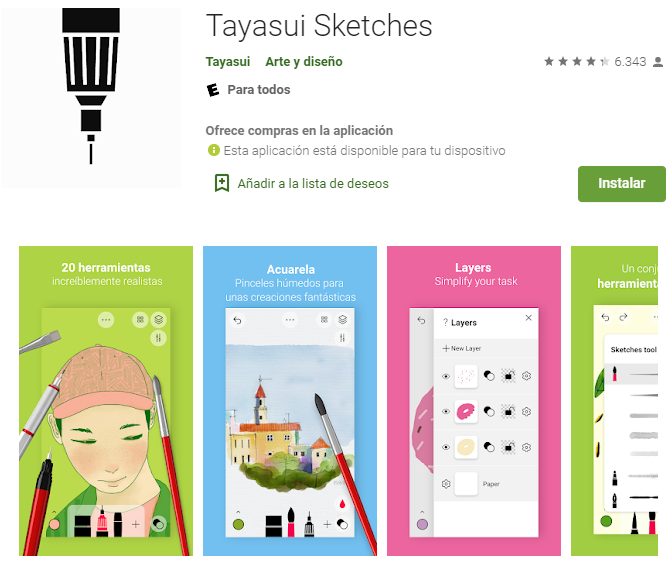 Tayasui Sketches
Tayasui Arte y diseño
6.343
E Para todos
Ofrece compras en la aplicación
Esta aplicación está disponible para tu dispositivo
Añadir a la lista de deseos
Instalar
20 herramientas
increíblemente realistas
Acuarela
Pinceles húmedos para
unas creaciones fantásticas
Layers
Simplify your task
? Layers
+ New Layer
Paper
Un conj
herramienta
Sketches tool